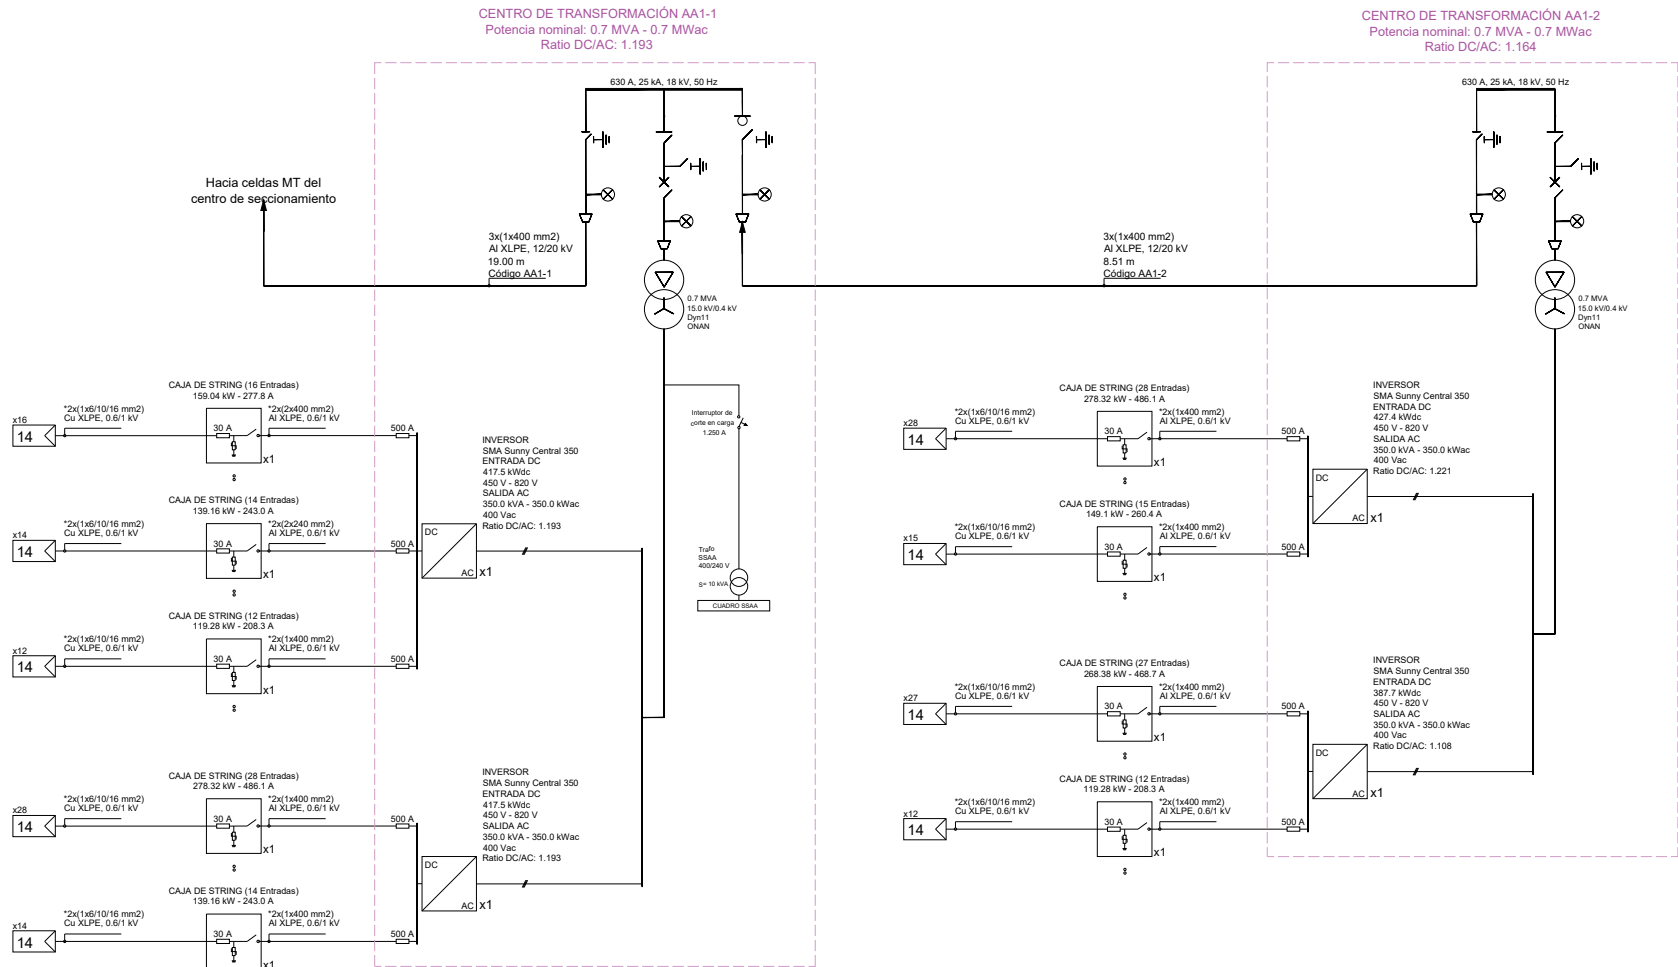 CENTRO DE TRANSFORMACIÓN AA1-1
Potencia nominal: 0.7 MVA - 0.7 MWac
Ratio DC/AC: 1.193
630 A, 25 kA, 18 kV, 50 Hz
Hacia celdas MT del
centro de seccionamiento
3x(1x400 mm2)
Al XLPE, 12/20 kV
19.00 m
Código AA1-1
0.7 MVA
15.0 kV/0.4 kV
Dyn11
ONAN
Interruptor de
corte en carga
1.250 A
Trafo
SSAA
400/240 V
S= 10 kVA
CUADRO SSAA
CAJA DE STRING (16 Entradas)
159.04 kW - 277.8 A
x16
14
*2x(1x6/10/16 mm2)
Cu XLPE, 0.6/1 kV
30 A
x1
*2x(2x400 mm2)
Al XLPE, 0.6/1 kV
500 A
CAJA DE STRING (14 Entradas)
139.16 kW - 243.0 A
x14
14
*2x(1x6/10/16 mm2)
Cu XLPE, 0.6/1 kV
30 A
x1
*2x(2x240 mm2)
Al XLPE, 0.6/1 kV
500 A
CAJA DE STRING (12 Entradas)
119.28 kW - 208.3 A
x12
14
*2x(1x6/10/16 mm2)
Cu XLPE, 0.6/1 kV
30 A
x1
*2x(1x400 mm2)
Al XLPE, 0.6/1 kV
500 A
INVERSOR
SMA Sunny Central 350
ENTRADA DC
417.5 kWdc
450 V - 820 V
SALIDA AC
350.0 kVA - 350.0 kWac
400 Vac
Ratio DC/AC: 1.193
DC
AC x1
CAJA DE STRING (28 Entradas)
278.32 kW - 486.1 A
x28
14
*2x(1x6/10/16 mm2)
Cu XLPE, 0.6/1 kV
30 A
x1
*2x(1x400 mm2)
Al XLPE, 0.6/1 kV
500 A
CAJA DE STRING (14 Entradas)
139.16 kW - 243.0 A
x14
14
*2x(1x6/10/16 mm2)
Cu XLPE, 0.6/1 kV
30 A
x1
*2x(1x400 mm2)
Al XLPE, 0.6/1 kV
500 A
INVERSOR
SMA Sunny Central 350
ENTRADA DC
417.5 kWdc
450 V - 820 V
SALIDA AC
350.0 kVA - 350.0 kWac
400 Vac
Ratio DC/AC: 1.193
DC
AC x1
CENTRO DE TRANSFORMACIÓN AA1-2
Potencia nominal: 0.7 MVA - 0.7 MWac
Ratio DC/AC: 1.164
630 A, 25 kA, 18 kV, 50 Hz
3x(1x400 mm2)
Al XLPE, 12/20 kV
8.51 m
Código AA1-2
0.7 MVA
15.0 kV/0.4 kV
Dyn11
ONAN
CAJA DE STRING (28 Entradas)
278.32 kW - 486.1 A
x28
14
*2x(1x6/10/16 mm2)
Cu XLPE, 0.6/1 kV
30 A
x1
*2x(1x400 mm2)
Al XLPE, 0.6/1 kV
500 A
CAJA DE STRING (15 Entradas)
149.1 kW - 260.4 A
x15
14
*2x(1x6/10/16 mm2)
Cu XLPE, 0.6/1 kV
30 A
x1
*2x(1x400 mm2)
Al XLPE, 0.6/1 kV
500 A
INVERSOR
SMA Sunny Central 350
ENTRADA DC
427.4 kWdc
450 V - 820 V
SALIDA AC
350.0 kVA - 350.0 kWac
400 Vac
Ratio DC/AC: 1.221
DC
AC x1
CAJA DE STRING (27 Entradas)
268.38 kW - 468.7 A
x27
14
*2x(1x6/10/16 mm2)
Cu XLPE, 0.6/1 kV
30 A
x1
*2x(1x400 mm2)
Al XLPE, 0.6/1 kV
500 A
CAJA DE STRING (12 Entradas)
119.28 kW - 208.3 A
x12
14
*2x(1x6/10/16 mm2)
Cu XLPE, 0.6/1 kV
30 A
x1
*2x(1x400 mm2)
Al XLPE, 0.6/1 kV
500 A
INVERSOR
SMA Sunny Central 350
ENTRADA DC
387.7 kWdc
450 V - 820 V
SALIDA AC
350.0 kVA - 350.0 kWac
400 Vac
Ratio DC/AC: 1.108
DC
AC x1